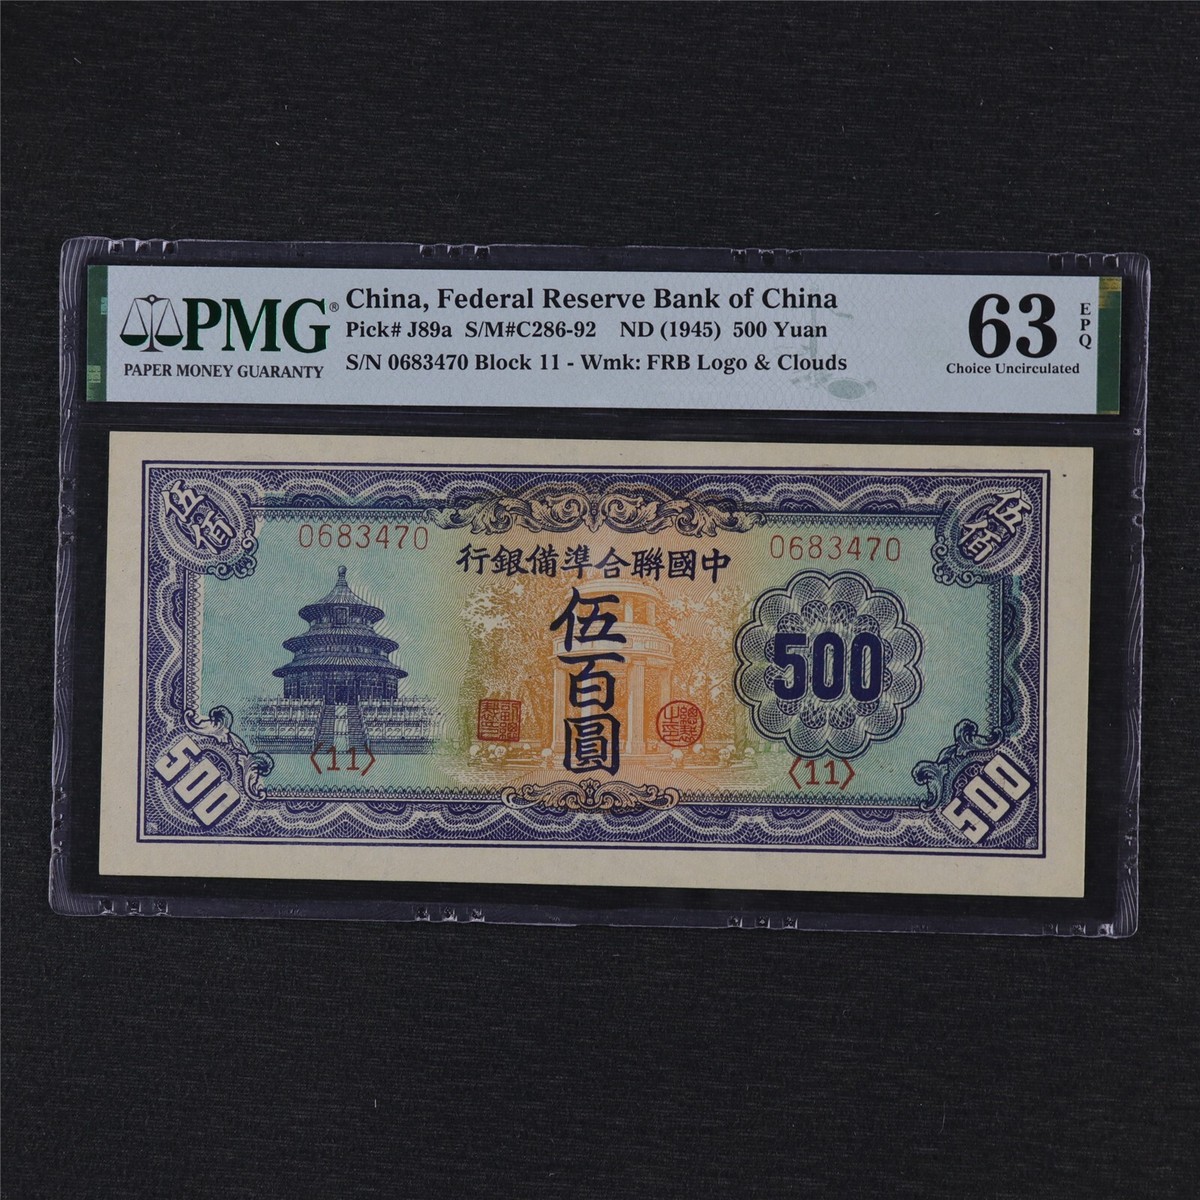 PMG®
PAPER MONEY GUARANTY
China, Federal Reserve Bank of China
Pick# J89a S/M#C286-92 ND (1945) 500 Yuan
S/N 0683470 Block 11 - Wmk: FRB Logo & Clouds
63
EPQ
Choice Uncirculated
伍佰
伍佰
0683470
0683470
行銀備準合聯國中
伍百圓
500
〈11〉
〈11〉
500
500